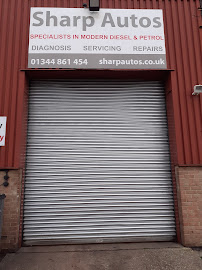 Sharp Autos
SPECIALISTS IN MODERN DIESEL & PETROL
DIAGNOSIS SERVICING REPAIRS
01344 861 454 sharpautos.co.uk